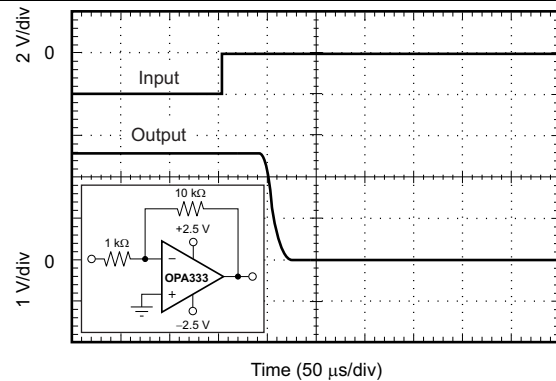 2 V/div
0
Input
Output
10 kΩ
+2.5 V
1 kΩ
−
OPA333
+
−2.5 V
0
1 V/div
Time (50 μs/div)